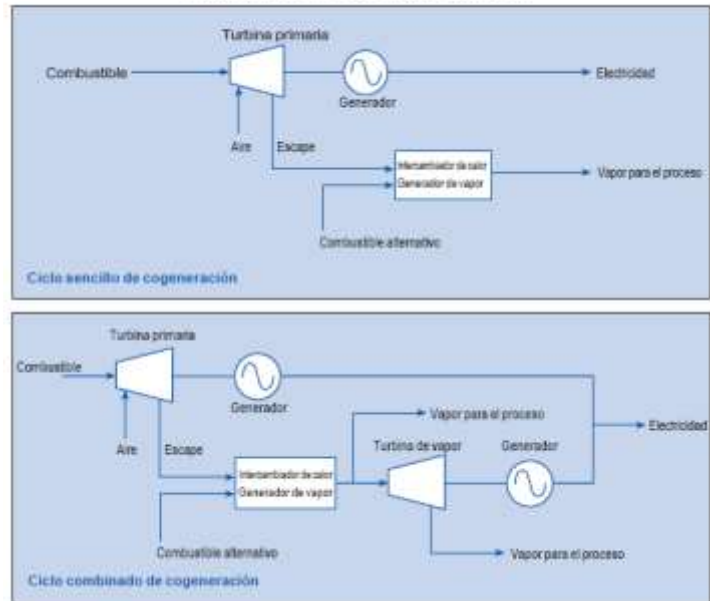 Turbina primaria
Combustible
Electricidad
Generador
Aire
Escape
Intercambiador de calor
Generador de vapor
Vapor para el proceso
Combustible alternativo
Ciclo sencillo de cogeneración
Turbina primaria
Combustible
Generador
Vapor para el proceso
Electricidad
Aire
Escape
Turbina de vapor
Generador
Intercambiador de calor
Generador de vapor
Combustible alternativo
Vapor para el proceso
Ciclo combinado de cogeneración